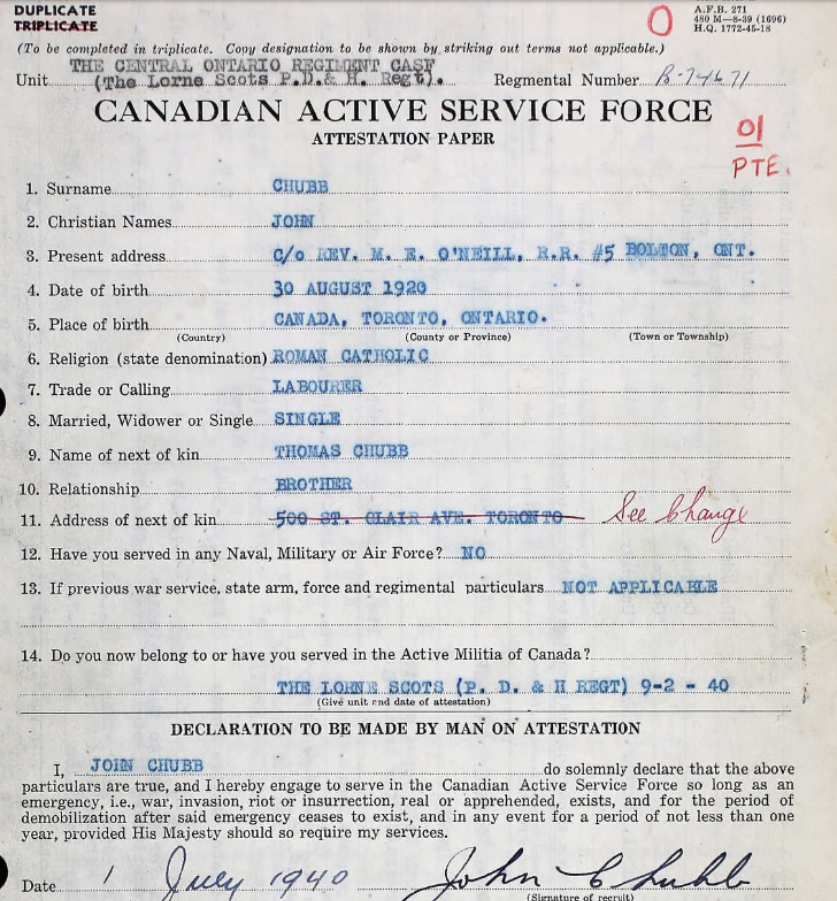 DUPLICATE
TRIPLICATE
O
A.F.B. 271
480 M—8-39 (1696)
H.Q. 1772-45-18
(To be completed in triplicate. Copy designation to be shown by striking out terms not applicable.)
THE CENTRAL ONTARIO REGIMENT CASF
Unit (The Lorne Scots P.D.& H. Regt). Regmental Number B-74671
CANADIAN ACTIVE SERVICE FORCE
ATTESTATION PAPER
01
PTE.
1. Surname CHUBB
2. Christian Names JOHN
3. Present address C/o REV. M. E. O'NEILL, R.R. #5 BOLTON, ONT.
4. Date of birth 30 AUGUST 1920
5. Place of birth CANADA, TORONTO, ONTARIO.
(Country) (County or Province) (Town or Township)
6. Religion (state denomination) ROMAN CATHOLIC
7. Trade or Calling LABOURER
8. Married, Widower or Single SINGLE
9. Name of next of kin THOMAS CHUBB
10. Relationship BROTHER
11. Address of next of kin 500 ST. CLAIR AVE. TORONTO See Change
12. Have you served in any Naval, Military or Air Force? NO
13. If previous war service, state arm, force and regimental particulars NOT APPLICABLE
14. Do you now belong to or have you served in the Active Militia of Canada?
THE LORNE SCOTS (P. D. & H REGT) 9-2 - 40
(Give unit and date of attestation)
DECLARATION TO BE MADE BY MAN ON ATTESTATION
I, JOHN CHUBB do solemnly declare that the above
particulars are true, and I hereby engage to serve in the Canadian Active Service Force so long as an
emergency, i.e., war, invasion, riot or insurrection, real or apprehended, exists, and for the period of
demobilization after said emergency ceases to exist, and in any event for a period of not less than one
year, provided His Majesty should so require my services.
Date 1 July 1940 John Chubb
(Signature of recruit)